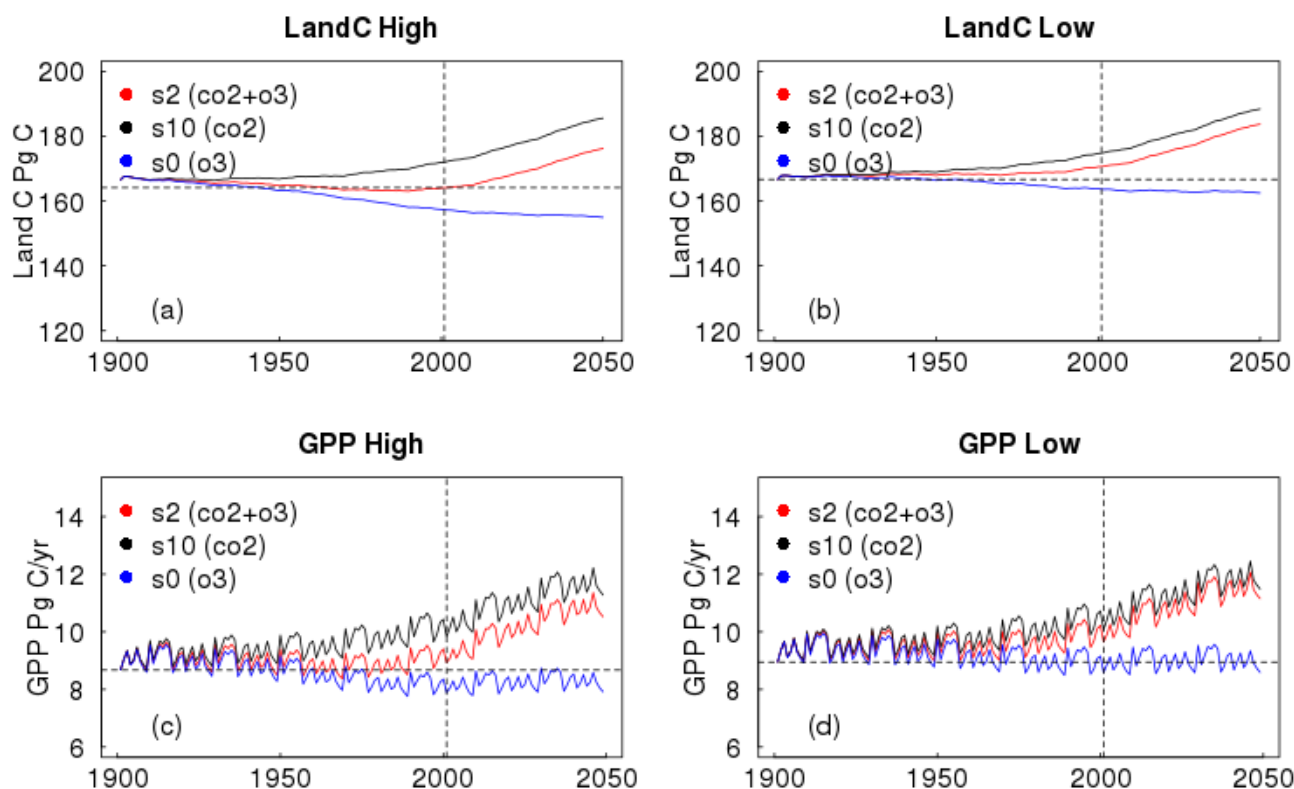 LandC High
200
180
160
140
120
Land C Pg C
s2 (co2+o3)
s10 (co2)
s0 (o3)
(a)
1900 1950 2000 2050
LandC Low
200
180
160
140
120
Land C Pg C
s2 (co2+o3)
s10 (co2)
s0 (o3)
(b)
1900 1950 2000 2050
GPP High
14
12
10
8
6
GPP Pg C/yr
s2 (co2+o3)
s10 (co2)
s0 (o3)
(c)
1900 1950 2000 2050
GPP Low
14
12
10
8
6
GPP Pg C/yr
s2 (co2+o3)
s10 (co2)
s0 (o3)
(d)
1900 1950 2000 2050